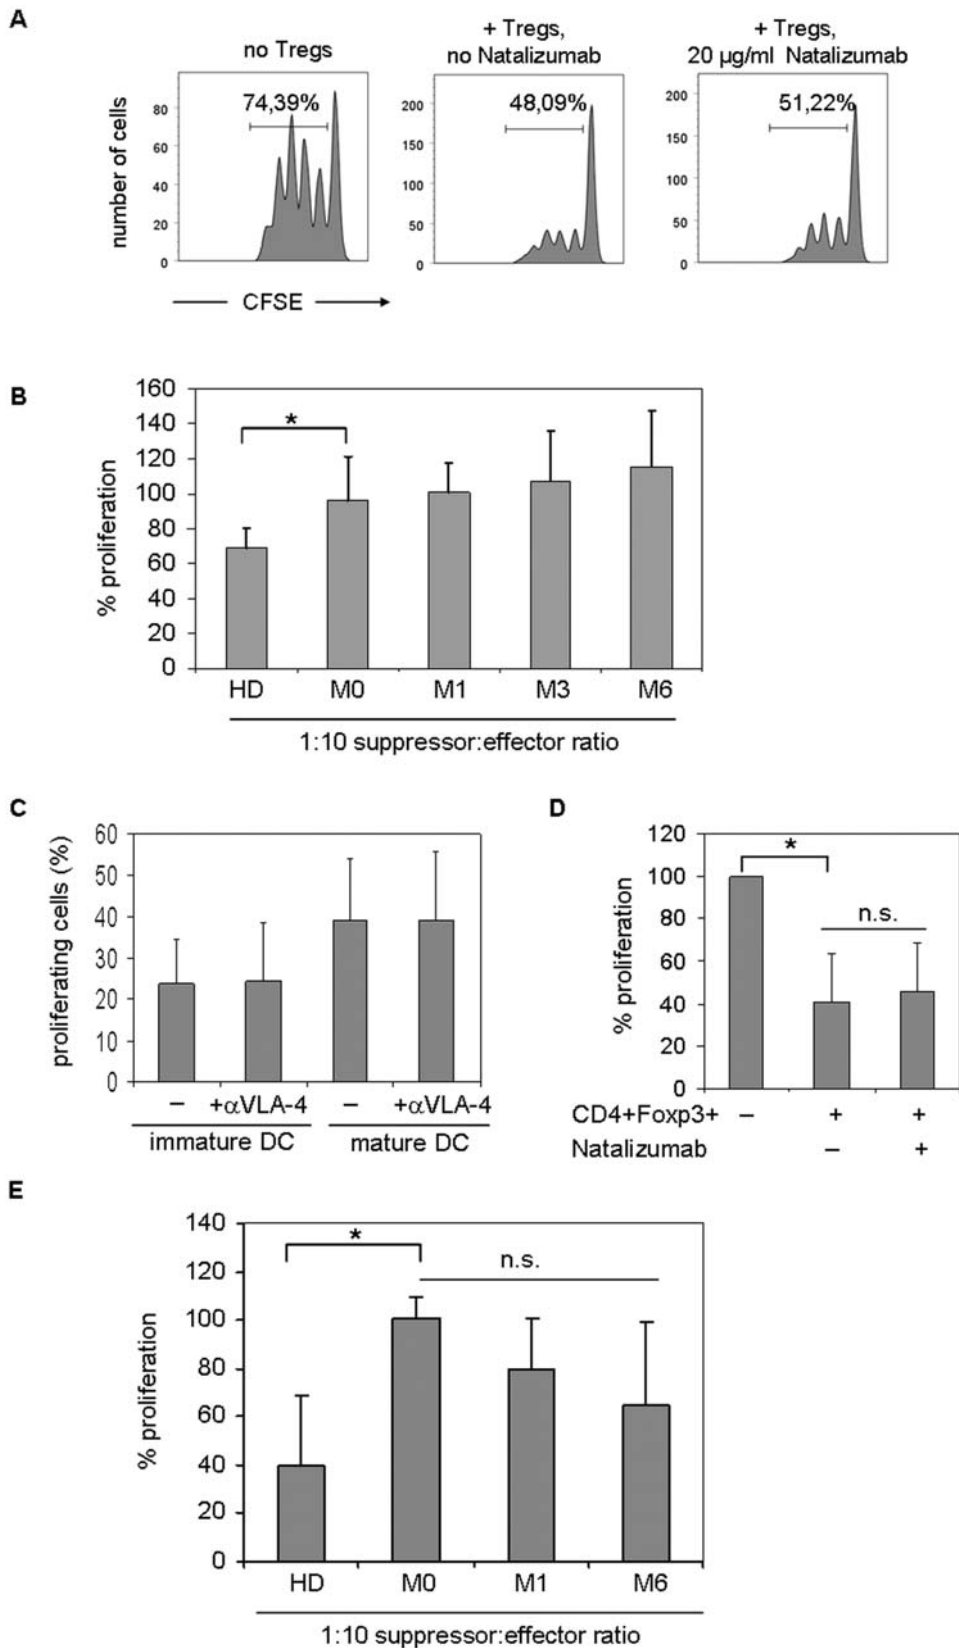 A
no Tregs
+ Tregs,
no Natalizumab
+ Tregs,
20 µg/ml Natalizumab
number of cells
80
60
40
20
0
74,39%
200
150
100
50
0
48,09%
200
150
100
50
0
51,22%
CFSE
B
% proliferation
160
140
120
100
80
60
40
20
0
*
HD M0 M1 M3 M6
1:10 suppressor:effector ratio
C
proliferating cells (%)
60
50
40
30
20
10
0
– +αVLA-4 – +αVLA-4
immature DC mature DC
D
% proliferation
120
100
80
60
40
20
0
*
n.s.
CD4+Foxp3+ – + +
Natalizumab – +
E
% proliferation
140
120
100
80
60
40
20
0
*
n.s.
HD M0 M1 M6
1:10 suppressor:effector ratio